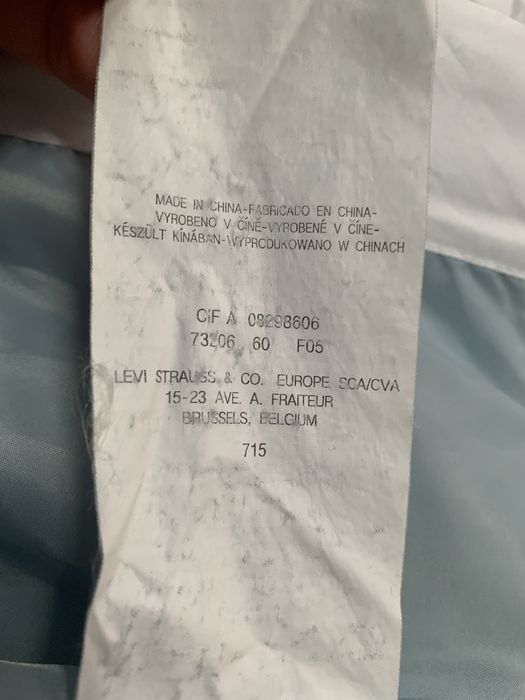 MADE IN CHINA-FABRICADO EN CHINA-
VYROBENO V ČÍNĚ-VYROBENÉ V ČÍNE-
KÉSZÜLT KÍNÁBAN-WYPRODUKOWANO W CHINACH
CIF A 08298606
73206 60 F05
LEVI STRAUSS & CO. EUROPE SCA/CVA
15-23 AVE. A. FRAITEUR
BRUSSELS, BELGIUM
715